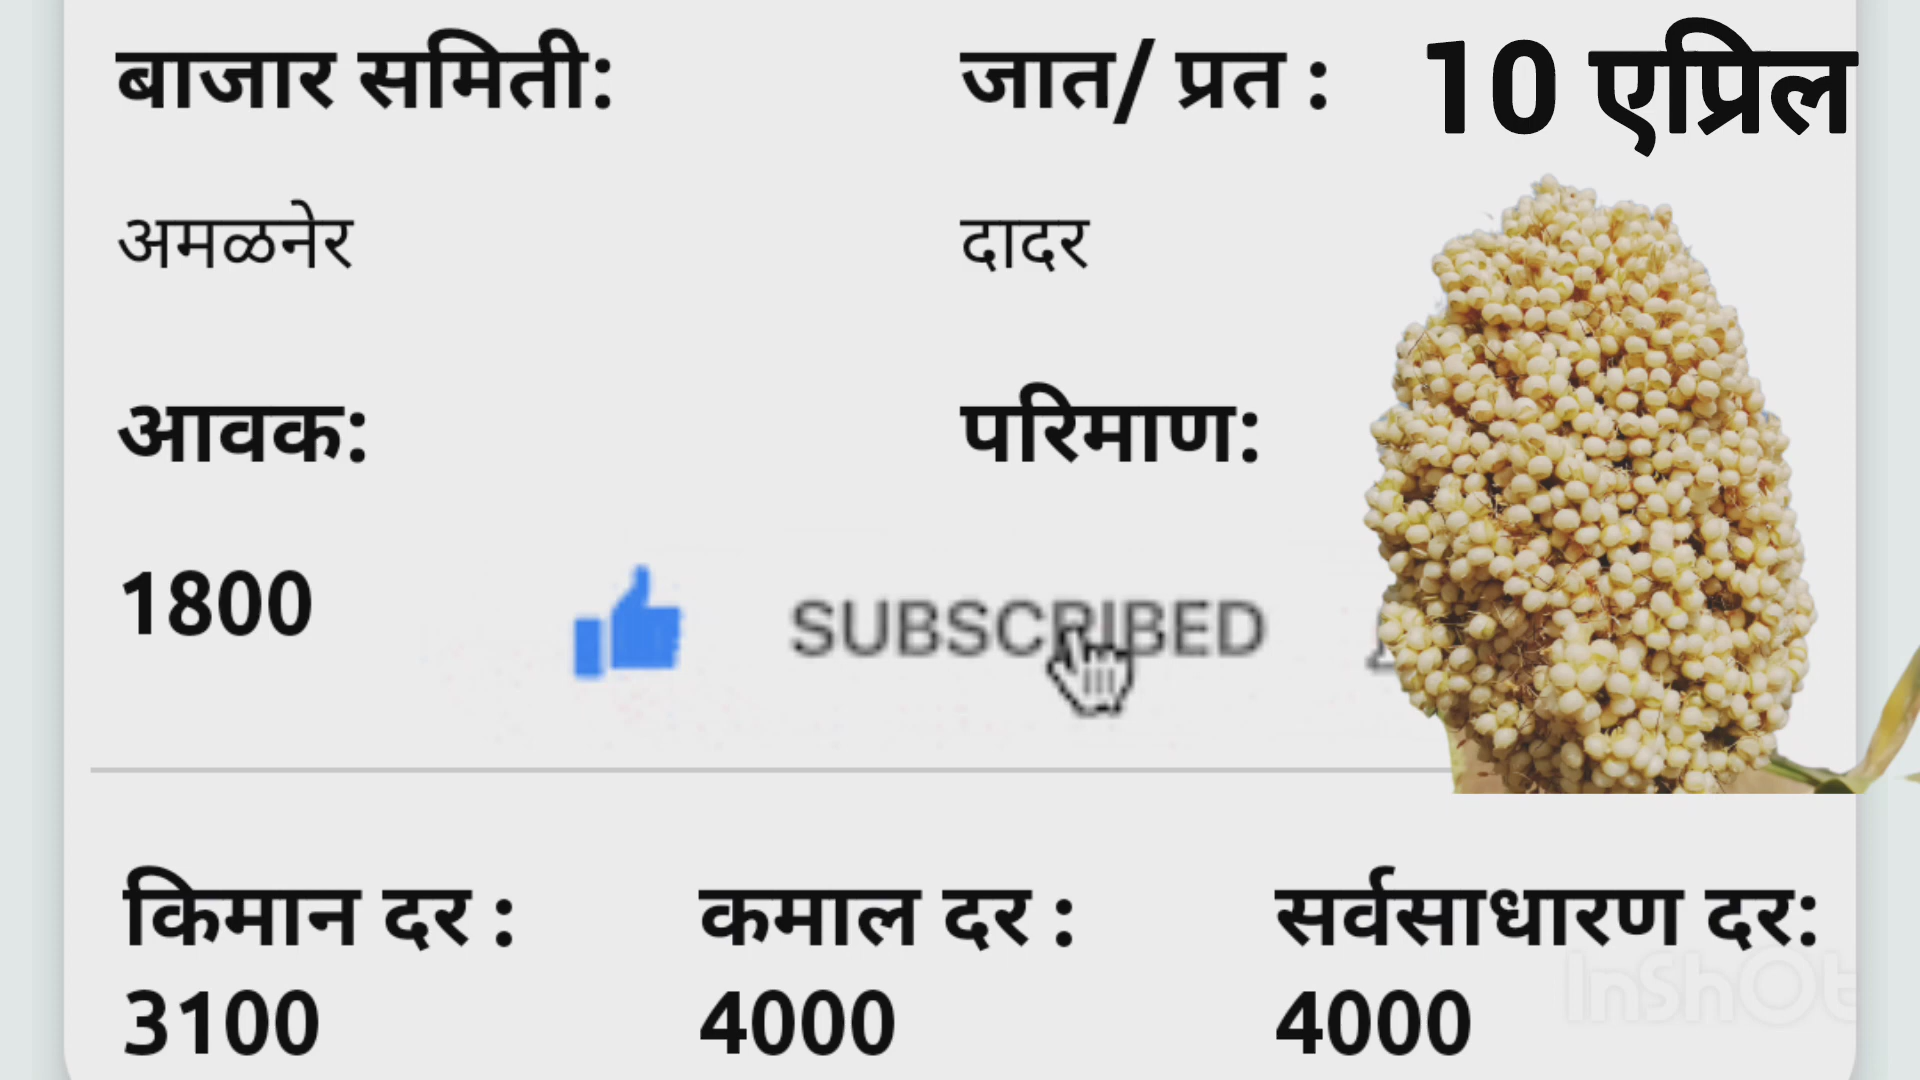 बाजार समिती:
जात/ प्रत :
10 एप्रिल
अमळनेर
दादर
आवक:
परिमाण:
1800
SUBSCRIBED
किमान दर :
कमाल दर :
सर्वसाधारण दर:
3100
4000
4000
InShOt